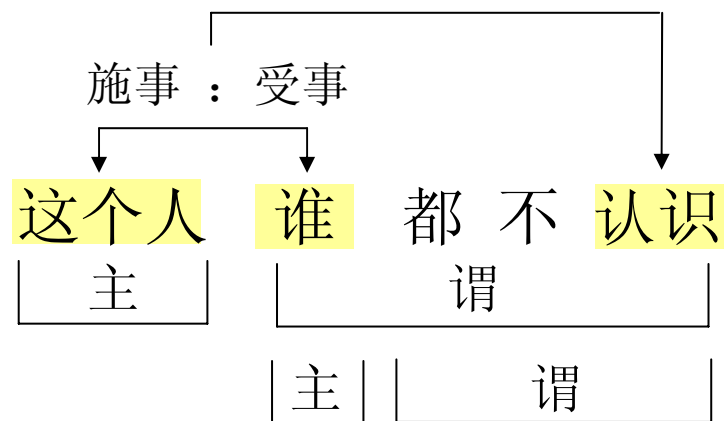 施事 ： 受事
这个人 谁 都 不 认识
主 谓
主 谓